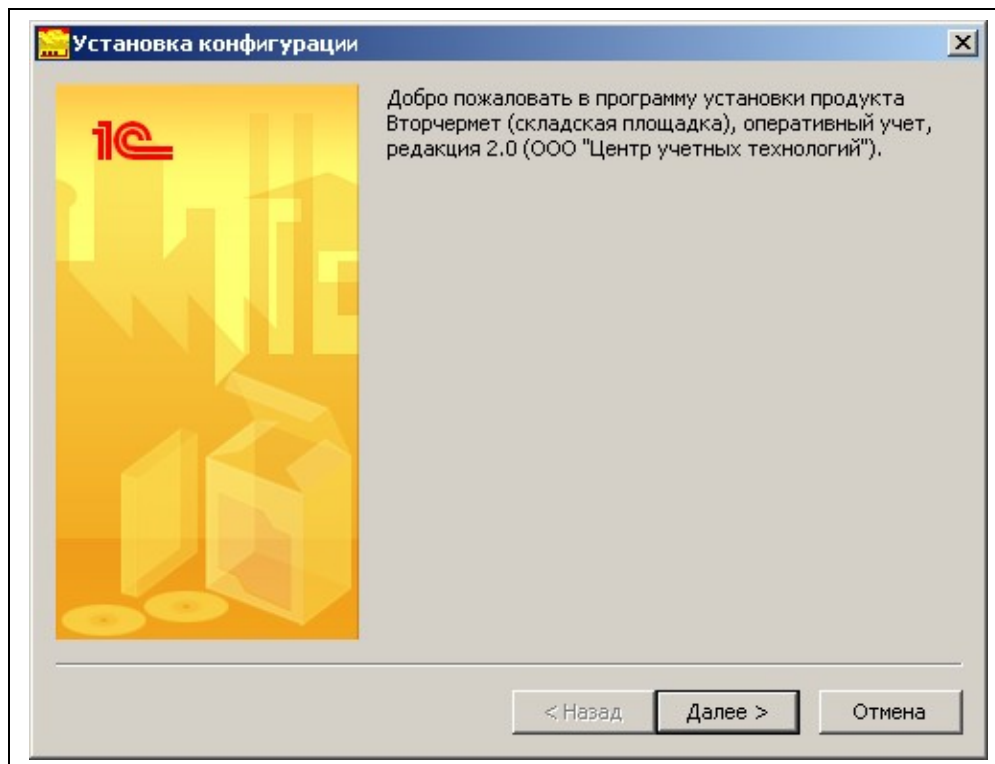 Установка конфигурации
1С
Добро пожаловать в программу установки продукта
Вторчермет (складская площадка), оперативный учет,
редакция 2.0 (ООО "Центр учетных технологий").
< Назад
Далее >
Отмена